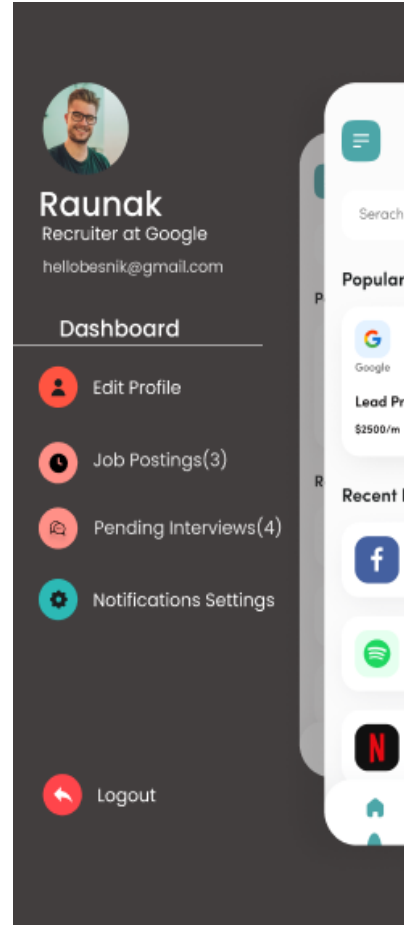 Raunak
Recruiter at Google
hellobesnik@gmail.com
Dashboard
Edit Profile
Job Postings(3)
Pending Interviews(4)
Notifications Settings
Logout
Serach
Popular
G
Google
Lead Pr
$2500/m
Recent
f
N
P
R